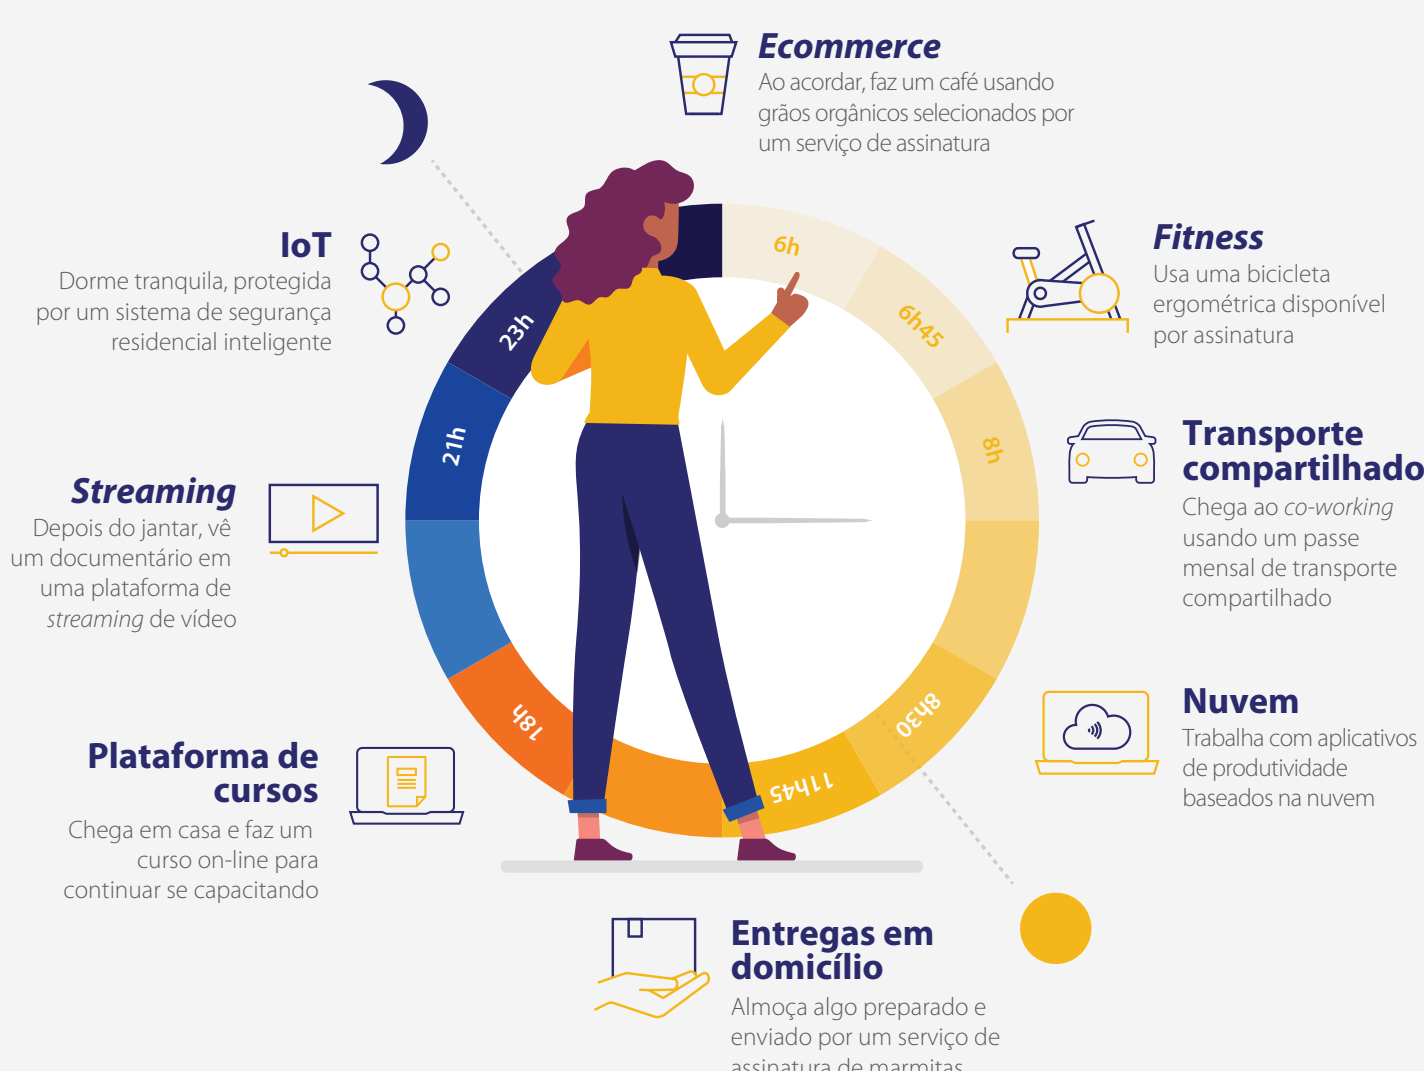 Ecommerce
Ao acordar, faz um café usando
grãos orgânicos selecionados por
um serviço de assinatura
6h
Fitness
Usa uma bicicleta
ergométrica disponível
por assinatura
6h45
Transporte
compartilhado
Chega ao co-working
usando um passe
mensal de transporte
compartilhado
8h
Nuvem
Trabalha com aplicativos
de produtividade
baseados na nuvem
8h30
Entregas em
domicílio
Almoça algo preparado e
enviado por um serviço de
assinatura de marmitas
11h45
Plataforma de
cursos
Chega em casa e faz um
curso on-line para
continuar se capacitando
18h
Streaming
Depois do jantar, vê
um documentário em
uma plataforma de
streaming de vídeo
21h
IoT
Dorme tranquila, protegida
por um sistema de segurança
residencial inteligente
23h